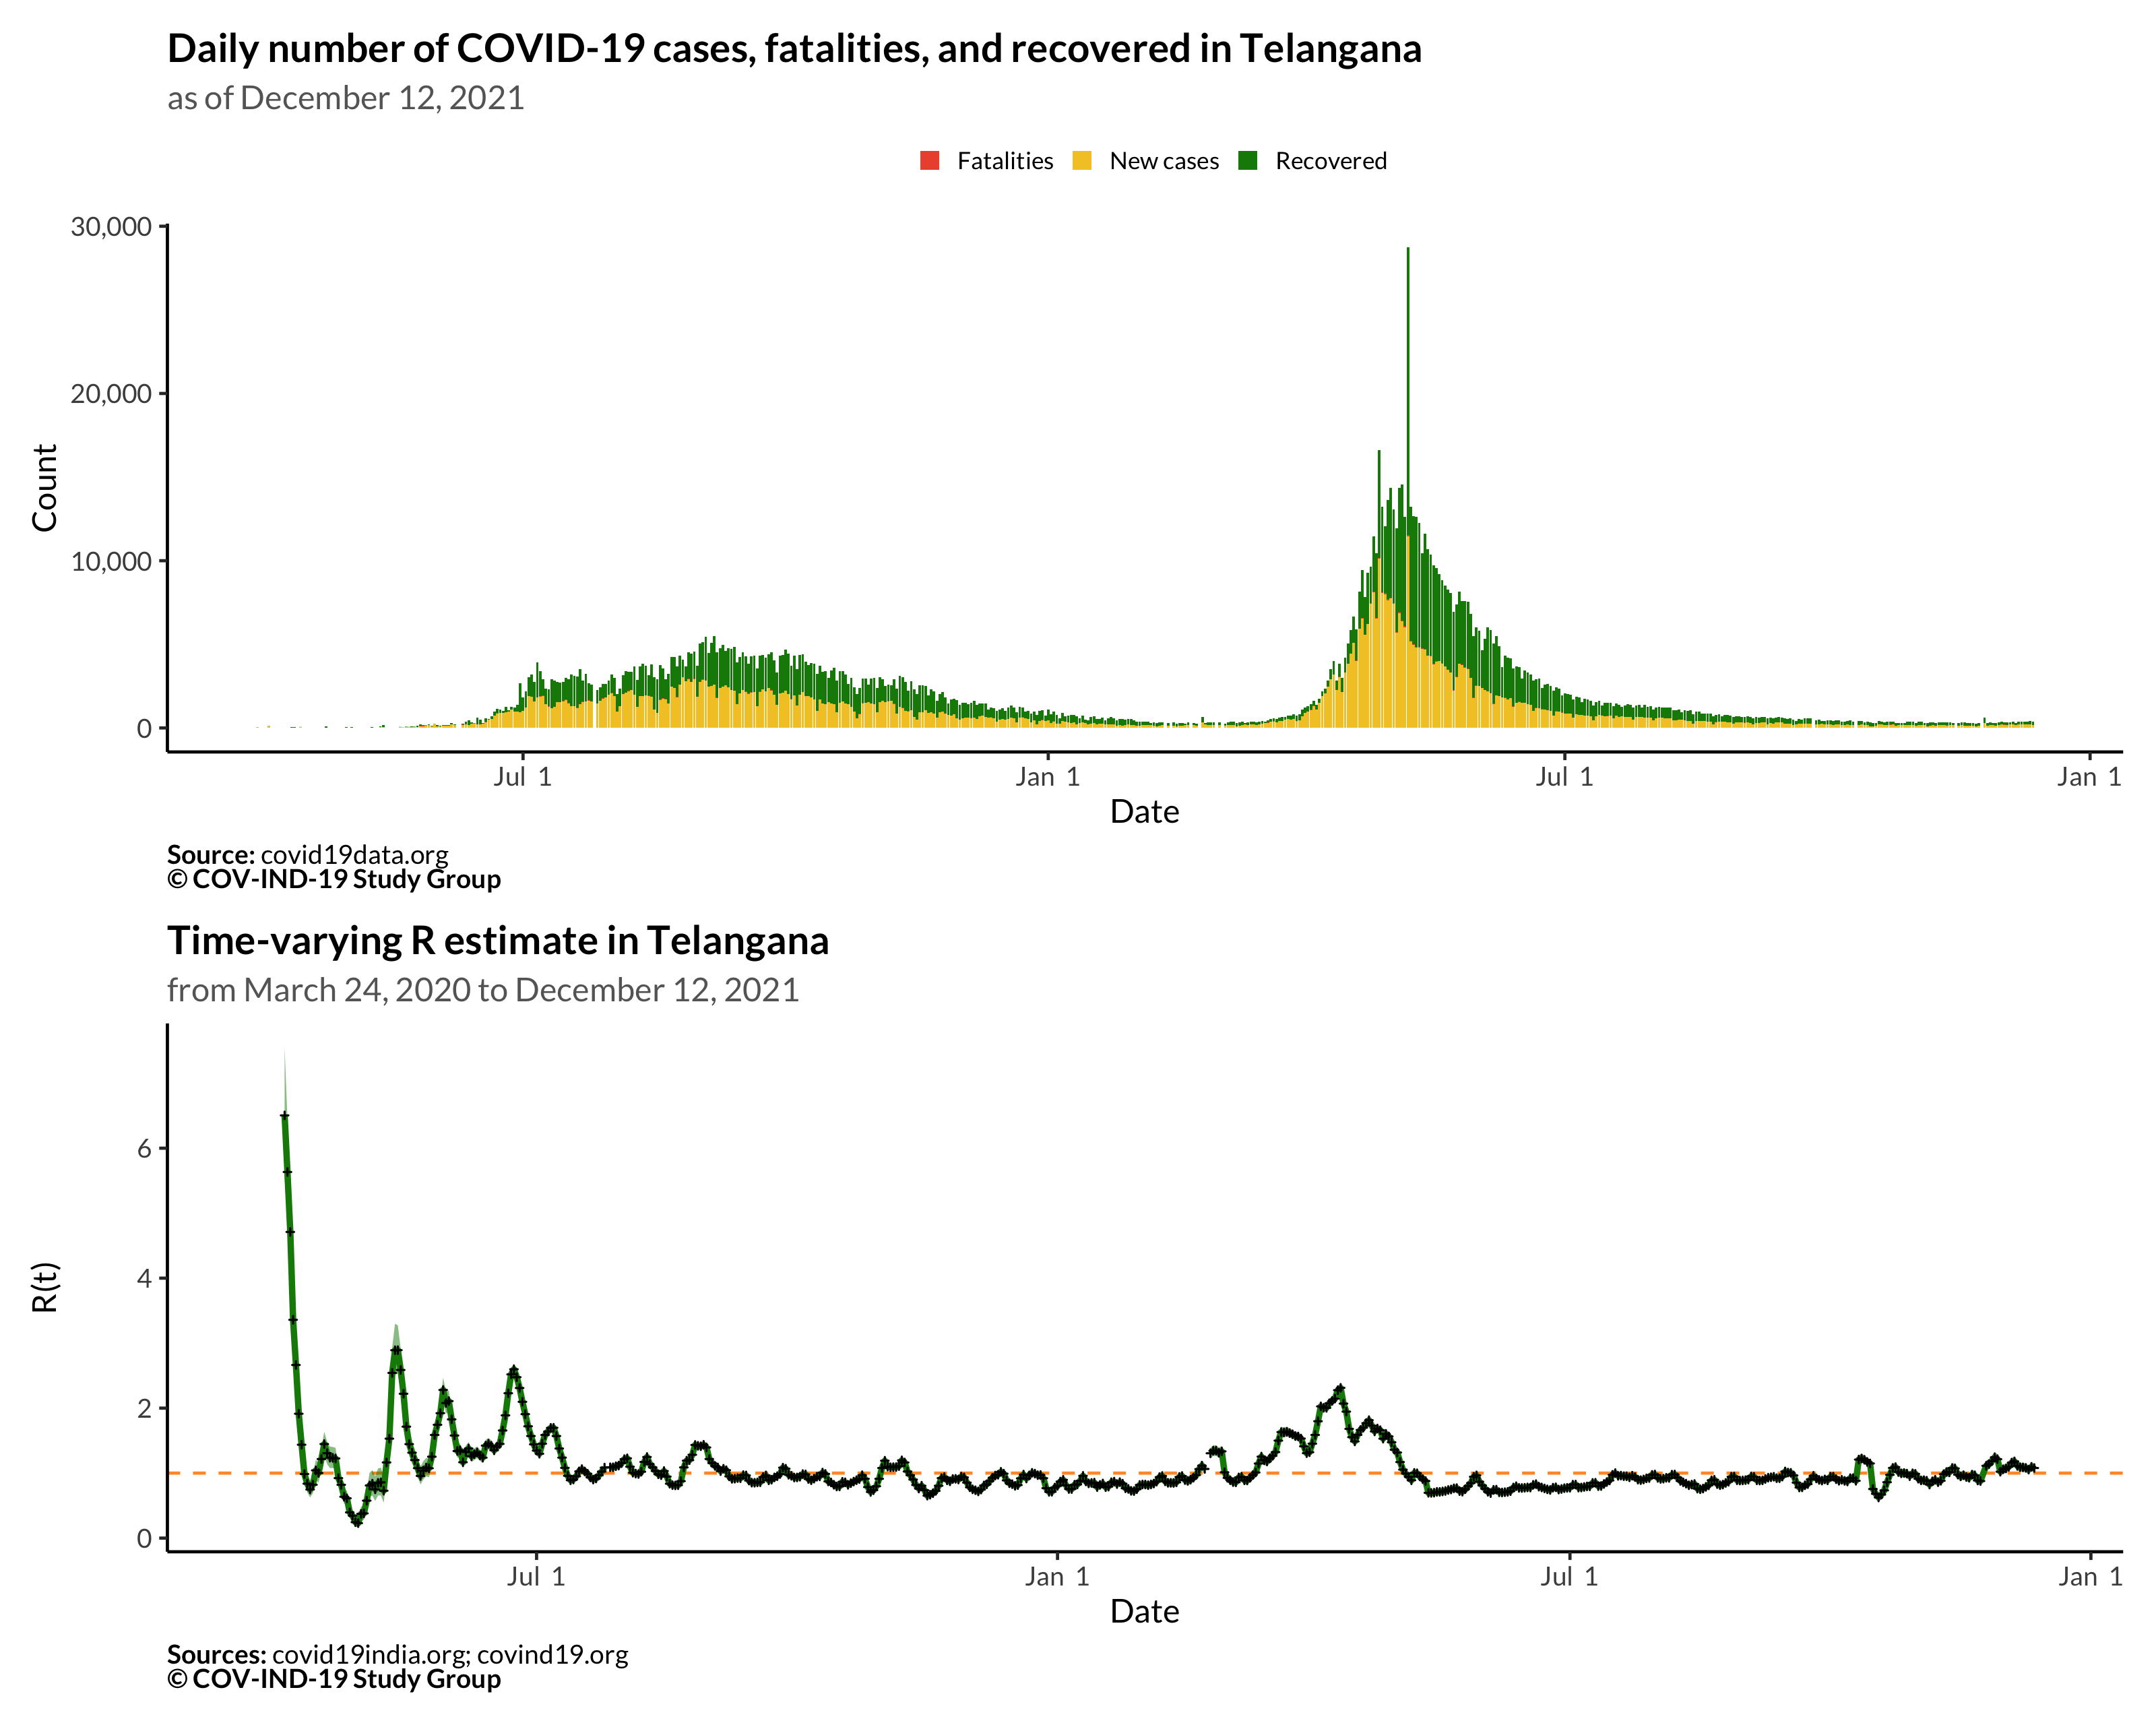 Daily number of COVID-19 cases, fatalities, and recovered in Telangana
as of December 12, 2021
Fatalities New cases Recovered
30,000
20,000
10,000
0
Count
Jul 1 Jan 1 Jul 1 Jan 1
Date
Source: covid19data.org
© COV-IND-19 Study Group
Time-varying R estimate in Telangana
from March 24, 2020 to December 12, 2021
6
4
2
0
R(t)
Jul 1 Jan 1 Jul 1 Jan 1
Date
Sources: covid19india.org; covind19.org
© COV-IND-19 Study Group